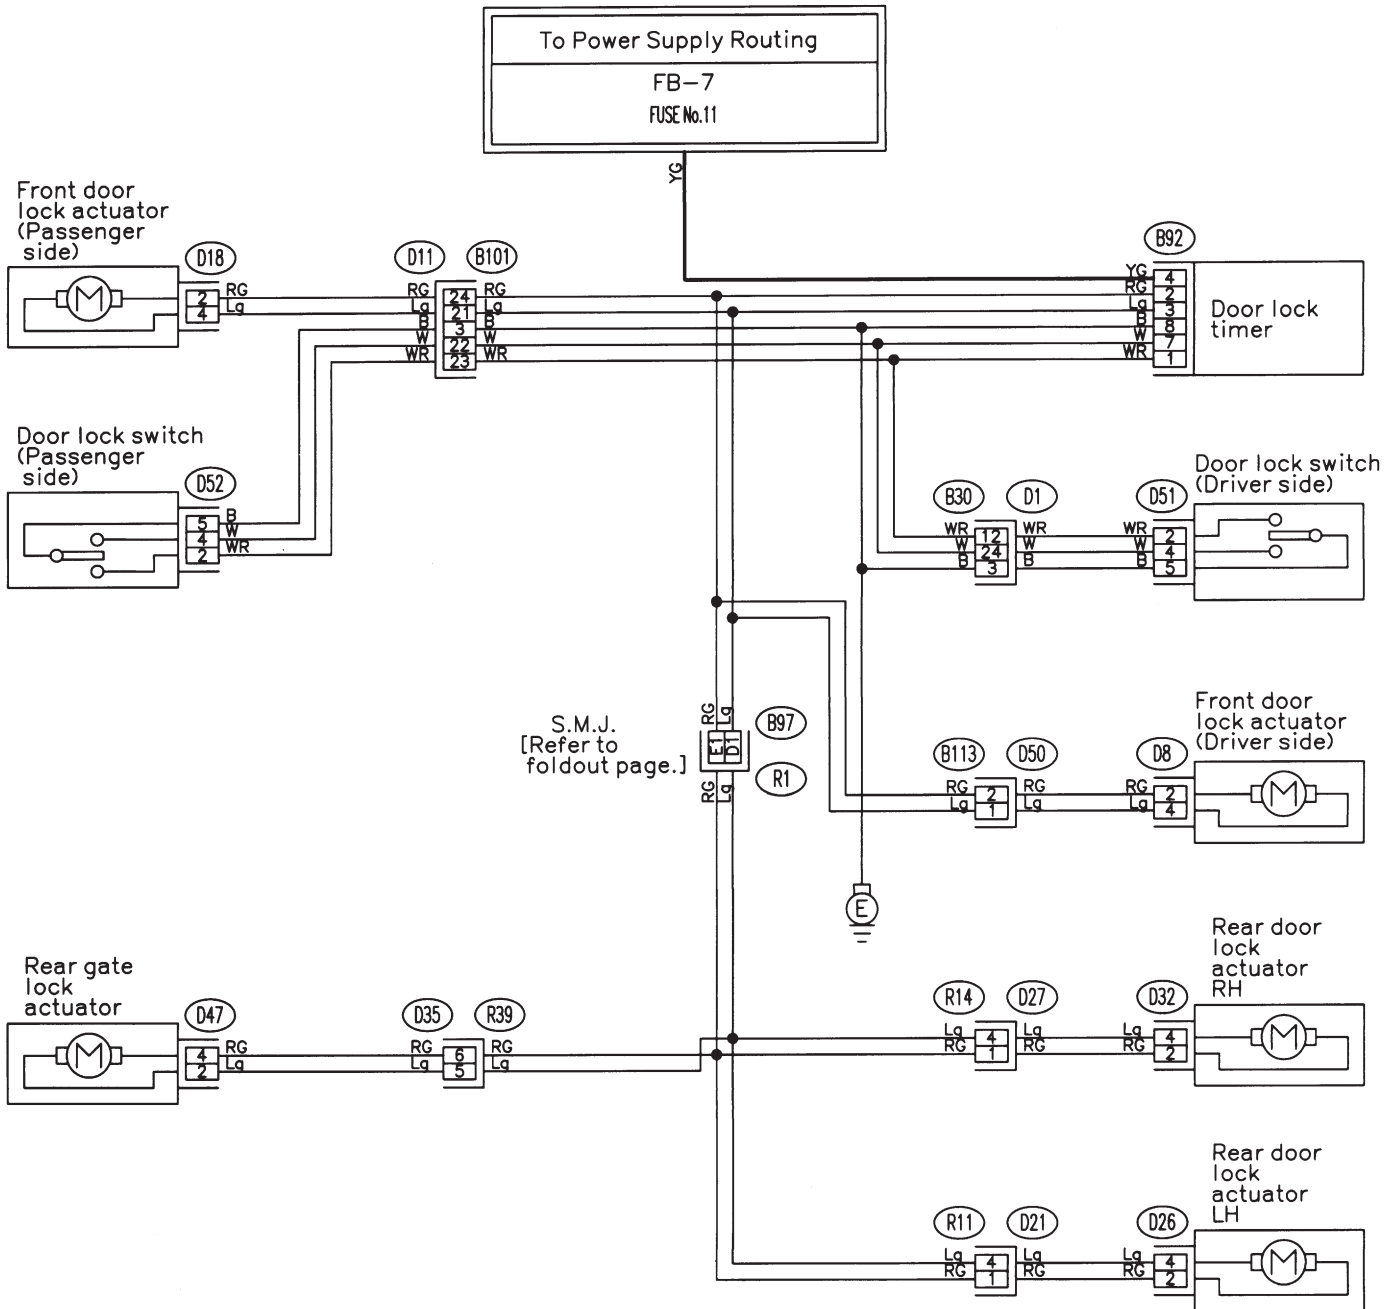 To Power Supply Routing
FB-7
FUSE No.11
YG
Front door
lock actuator
(Passenger
side)
D18
2 RG
4 Lg
D11 B101
RG 24 RG
Lg 21 Lg
B 3 B
W 22 W
WR 23 WR
B92
YG 4
RG 2
Lg 3
B 8
W 7
WR 1
Door lock
timer
Door lock switch
(Passenger
side)
D52
5 B
4 W
2 WR
Door lock switch
(Driver side)
B30 D1 D51
WR 12 WR WR 2
W 24 W W 4
B 3 B B 5
S.M.J.
[Refer to
foldout page.]
RG Lg
E1 D1
RG Lg
B97
R1
Front door
lock actuator
(Driver side)
B113 D50 D8
RG 2 RG RG 2
Lg 1 Lg Lg 4
E
Rear gate
lock
actuator
D47 D35 R39
4 RG 6 RG
2 Lg Lg 5 Lg
RG
Rear door
lock
actuator
RH
R14 D27 D32
Lg 4 Lg Lg 4
RG 1 RG RG 2
Rear door
lock
actuator
LH
R11 D21 D26
Lg 4 Lg Lg 4
RG 1 RG RG 2
M
M
M
M
M